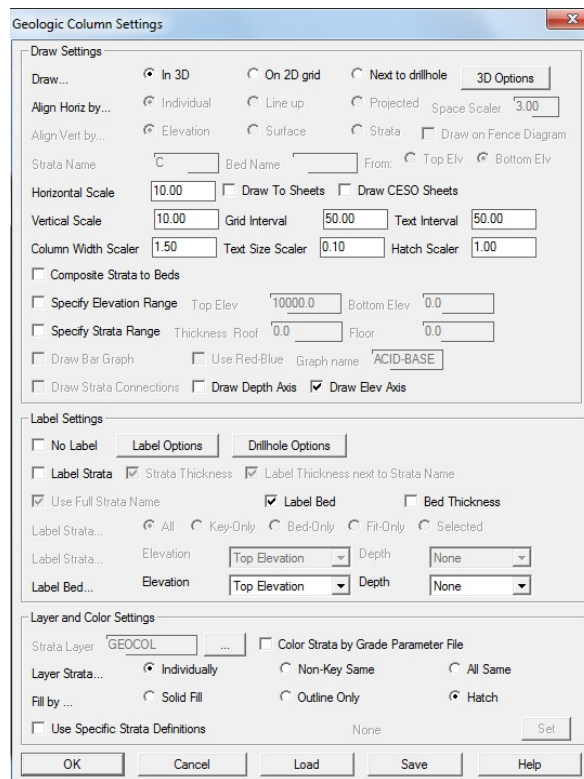 Geologic Column Settings
Draw Settings
Draw... In 3D On 2D grid Next to drillhole 3D Options
Align Horiz by... Individual Line up Projected Space Scaler 3.00
Align Vert by... Elevation Surface Strata Draw on Fence Diagram
Strata Name C Bed Name From: Top Elv Bottom Elv
Horizontal Scale 10.00 Draw To Sheets Draw CESO Sheets
Vertical Scale 10.00 Grid Interval 50.00 Text Interval 50.00
Column Width Scaler 1.50 Text Size Scaler 0.10 Hatch Scaler 1.00
Composite Strata to Beds
Specify Elevation Range Top Elev 10000.0 Bottom Elev 0.0
Specify Strata Range Thickness Roof 0.0 Floor 0.0
Draw Bar Graph Use Red-Blue Graph name ACID-BASE
Draw Strata Connections Draw Depth Axis Draw Elev Axis
Label Settings
No Label Label Options Drillhole Options
Label Strata Strata Thickness Label Thickness next to Strata Name
Use Full Strata Name Label Bed Bed Thickness
Label Strata... All Key-Only Bed-Only Fit-Only Selected
Label Strata... Elevation Top Elevation Depth None
Label Bed... Elevation Top Elevation Depth None
Layer and Color Settings
Strata Layer GEOCOL ... Color Strata by Grade Parameter File
Layer Strata... Individually Non-Key Same All Same
Fill by ... Solid Fill Outline Only Hatch
Use Specific Strata Definitions None Set
OK Cancel Load Save Help